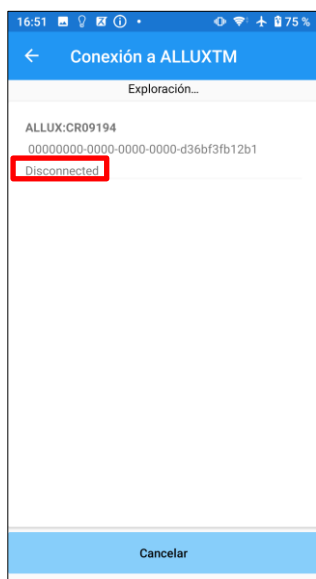 16:51 75 %
Conexión a ALLUXTM
Exploración...
ALLUX:CR09194
00000000-0000-0000-0000-d36bf3fb12b1
Disconnected
Cancelar